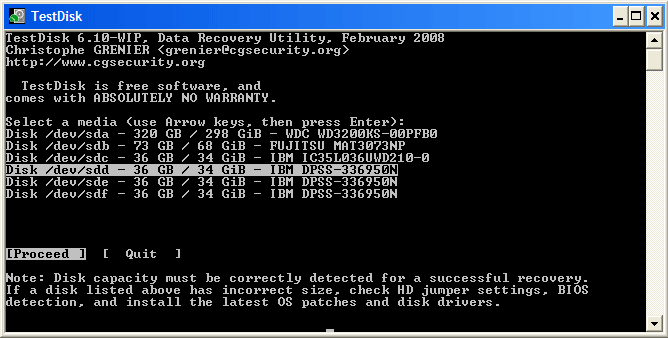 TestDisk
TestDisk 6.10-WIP, Data Recovery Utility, February 2008
Christophe GRENIER <grenier@cgsecurity.org>
http://www.cgsecurity.org
TestDisk is free software, and
comes with ABSOLUTELY NO WARRANTY.
Select a media (use Arrow keys, then press Enter):
Disk /dev/sda - 320 GB / 298 GiB - WDC WD3200KS-00PFB0
Disk /dev/sdb - 73 GB / 68 GiB - FUJITSU MAT3073NP
Disk /dev/sdc - 36 GB / 34 GiB - IBM IC35L036UWD210-0
Disk /dev/sdd - 36 GB / 34 GiB - IBM DPSS-336950N
Disk /dev/sde - 36 GB / 34 GiB - IBM DPSS-336950N
Disk /dev/sdf - 36 GB / 34 GiB - IBM DPSS-336950N
[Proceed ]  [  Quit  ]
Note: Disk capacity must be correctly detected for a successful recovery.
If a disk listed above has incorrect size, check HD jumper settings, BIOS
detection, and install the latest OS patches and disk drivers.